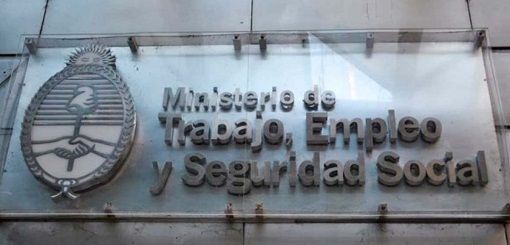 Ministerio de
Trabajo, Empleo
y Seguridad Social